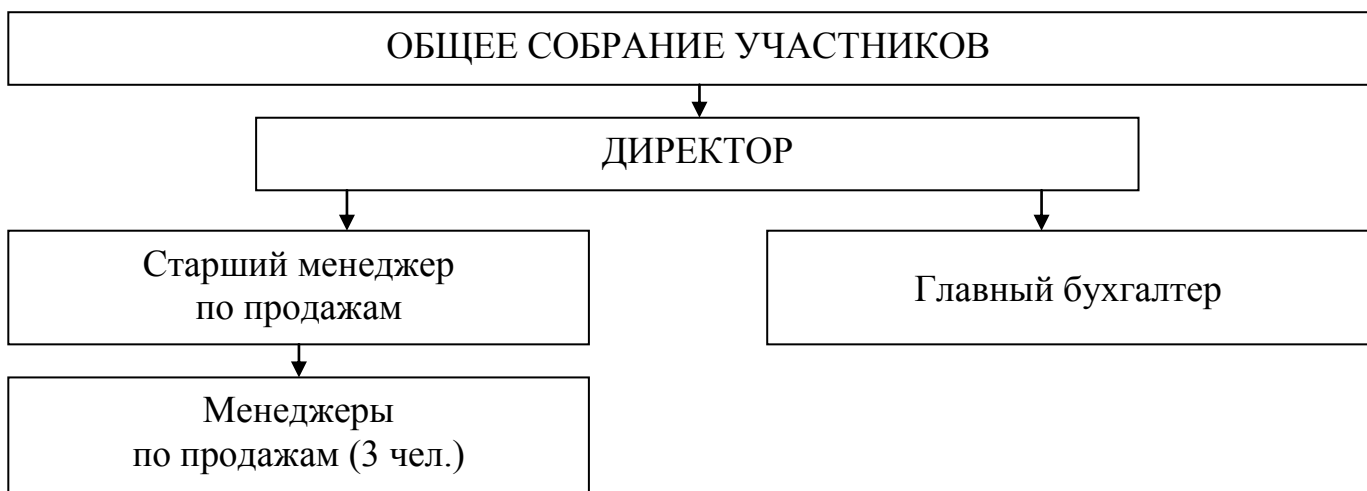 ОБЩЕЕ СОБРАНИЕ УЧАСТНИКОВ
ДИРЕКТОР
Старший менеджер
по продажам
Главный бухгалтер
Менеджеры
по продажам (3 чел.)